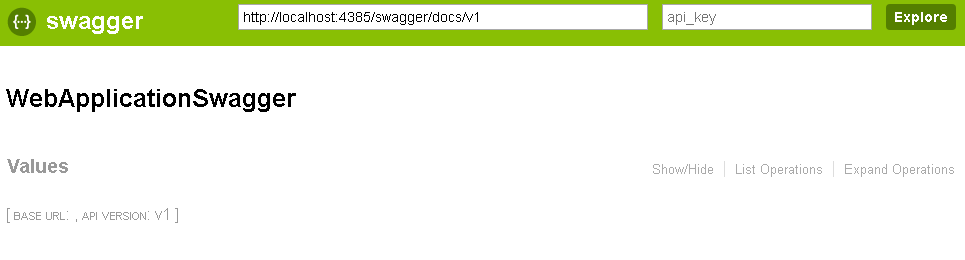 {···} swagger http://localhost:4385/swagger/docs/v1 api_key Explore
WebApplicationSwagger
Values Show/Hide List Operations Expand Operations
[ BASE URL: , API VERSION: v1 ]